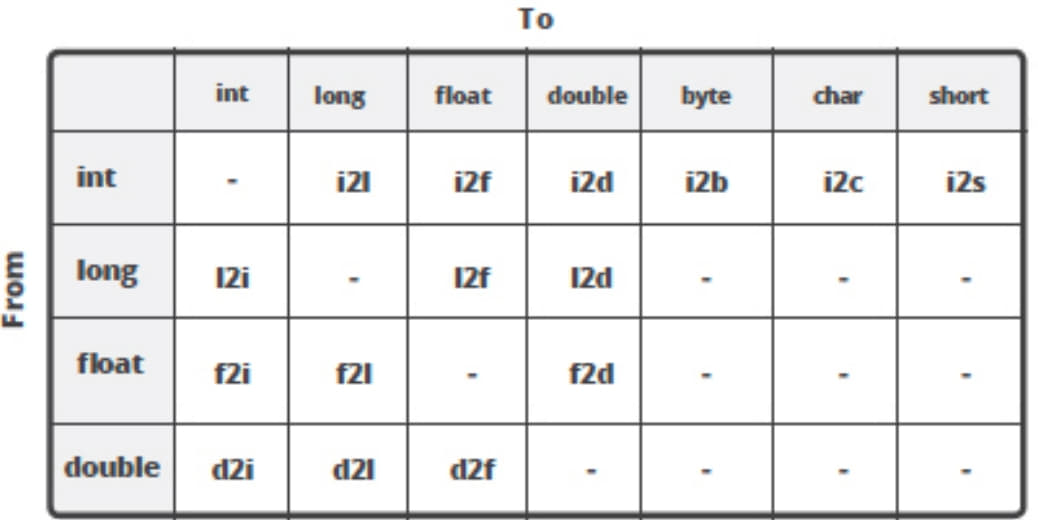 To
int long float double byte char short
From
int - i2l i2f i2d i2b i2c i2s
long l2i - l2f l2d - - -
float f2i f2l - f2d - - -
double d2i d2l d2f - - - -